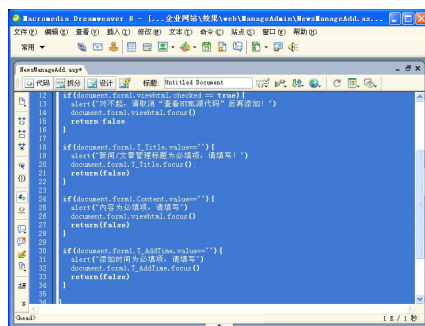 Macromedia Dreamweaver 8 - [...企业网站\效果\web\ManageAdmin\NewsManageAdd.as...
文件(F) 编辑(E) 查看(V) 插入(I) 修改(M) 文本(T) 命令(C) 站点(S) 窗口(W) 帮助(H)
常用
NewsManageAdd.asp*
代码 拆分 设计 标题: Untitled Document
12 if(document.form1.viewhtml.checked == true){
13 alert("对不起，请取消“查看HTML源代码”后再添加！")
14 document.form1.viewhtml.focus()
15 return false
16 }
17
18 if(document.form1.T_Title.value==""){
19 alert("新闻/文章管理标题为必填项，请填写！")
20 document.form1.T_Title.focus();
21 return(false)
22 }
23
24 if(document.form1.Content.value==""){
25 alert("内容为必填项，请填写")
26 document.form1.viewhtml.focus()
27 return(false)
28 }
29
30 if(document.form1.T_AddTime.value==""){
31 alert("添加时间为必填项，请填写")
32 document.form1.T_AddTime.focus()
33 return(false)
34 }
35
36 }
<head> 1 K / 1 秒